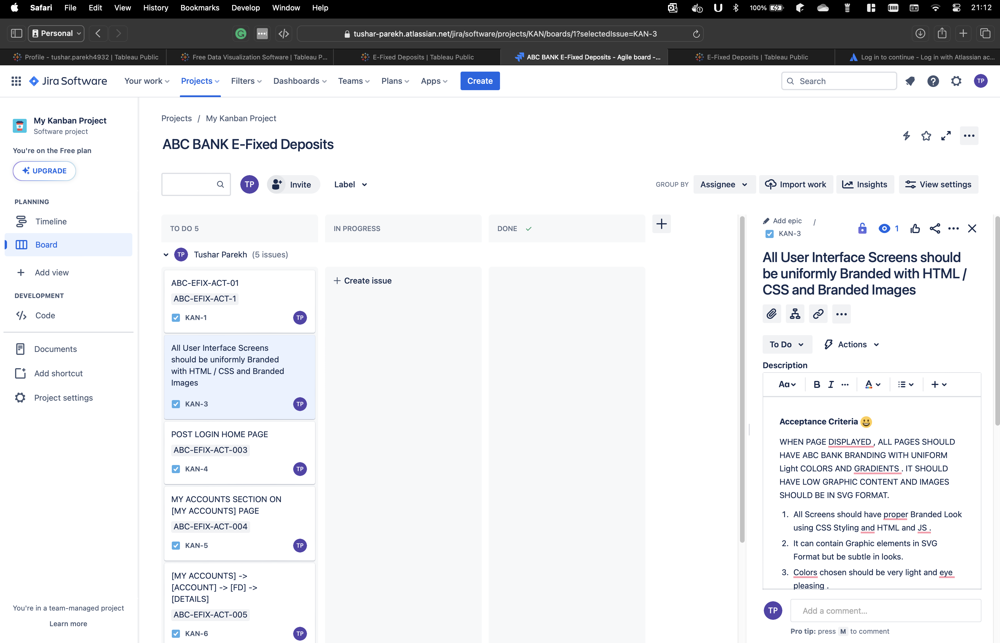 Safari File Edit View History Bookmarks Develop Window Help 100% 21:12
Personal tushar-parekh.atlassian.net/jira/software/projects/KAN/boards/1?selectedIssue=KAN-3
Profile - tushar.parekh4932 | Tableau Public Free Data Visualization Software | Tableau P... E-Fixed Deposits | Tableau Public ABC BANK E-Fixed Deposits - Agile board -... E-Fixed Deposits | Tableau Public Log in to continue - Log in with Atlassian ac...
Jira Software Your work Projects Filters Dashboards Teams Plans Apps Create Search TP
My Kanban Project
Software project
You're on the Free plan
UPGRADE
PLANNING
Timeline
Board
Add view
DEVELOPMENT
Code
Documents
Add shortcut
Project settings
You're in a team-managed project
Learn more
Projects / My Kanban Project
ABC BANK E-Fixed Deposits
TP Invite Label GROUP BY Assignee Import work Insights View settings
TO DO 5 IN PROGRESS DONE
TP Tushar Parekh (5 issues)
ABC-EFIX-ACT-01
ABC-EFIX-ACT-1
KAN-1 TP
All User Interface Screens
should be uniformly Branded
with HTML / CSS and Branded
Images
KAN-3 TP
POST LOGIN HOME PAGE
ABC-EFIX-ACT-003
KAN-4 TP
MY ACCOUNTS SECTION ON
[MY ACCOUNTS] PAGE
ABC-EFIX-ACT-004
KAN-5 TP
[MY ACCOUNTS] ->
[ACCOUNT] -> [FD] ->
[DETAILS]
ABC-EFIX-ACT-005
KAN-6 TP
+ Create issue
Add epic /
KAN-3 1
All User Interface Screens should
be uniformly Branded with HTML /
CSS and Branded Images
To Do Actions
Description
Aa B I A
Acceptance Criteria 😀
WHEN PAGE DISPLAYED , ALL PAGES SHOULD
HAVE ABC BANK BRANDING WITH UNIFORM
Light COLORS AND GRADIENTS . IT SHOULD
HAVE LOW GRAPHIC CONTENT AND IMAGES
SHOULD BE IN SVG FORMAT.
1. All Screens should have proper Branded Look
using CSS Styling and HTML and JS .
2. It can contain Graphic elements in SVG
Format but be subtle in looks.
3. Colors chosen should be very light and eye
pleasing .
TP Add a comment...
Pro tip: press M to comment